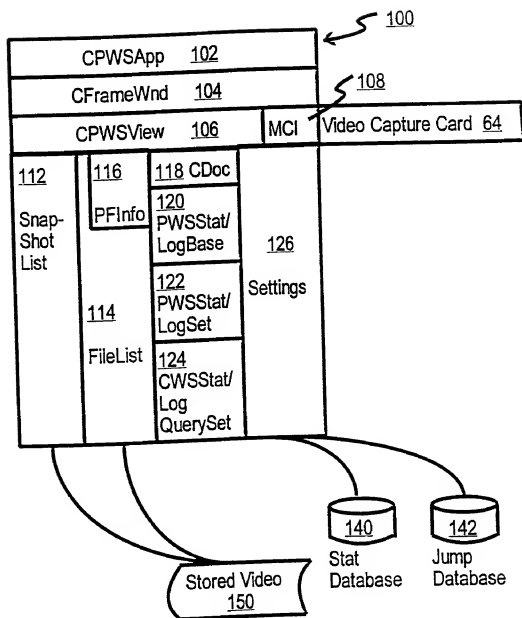 100
CPWSApp 102
CFrameWnd 104
108
CPWSView 106
MCI
Video Capture Card 64
112
Snap-
Shot
List
116
PFInfo
114
FileList
118 CDoc
120
PWSStat/
LogBase
122
PWSStat/
LogSet
124
CWSStat/
Log
QuerySet
126
Settings
140
Stat
Database
142
Jump
Database
Stored Video
150